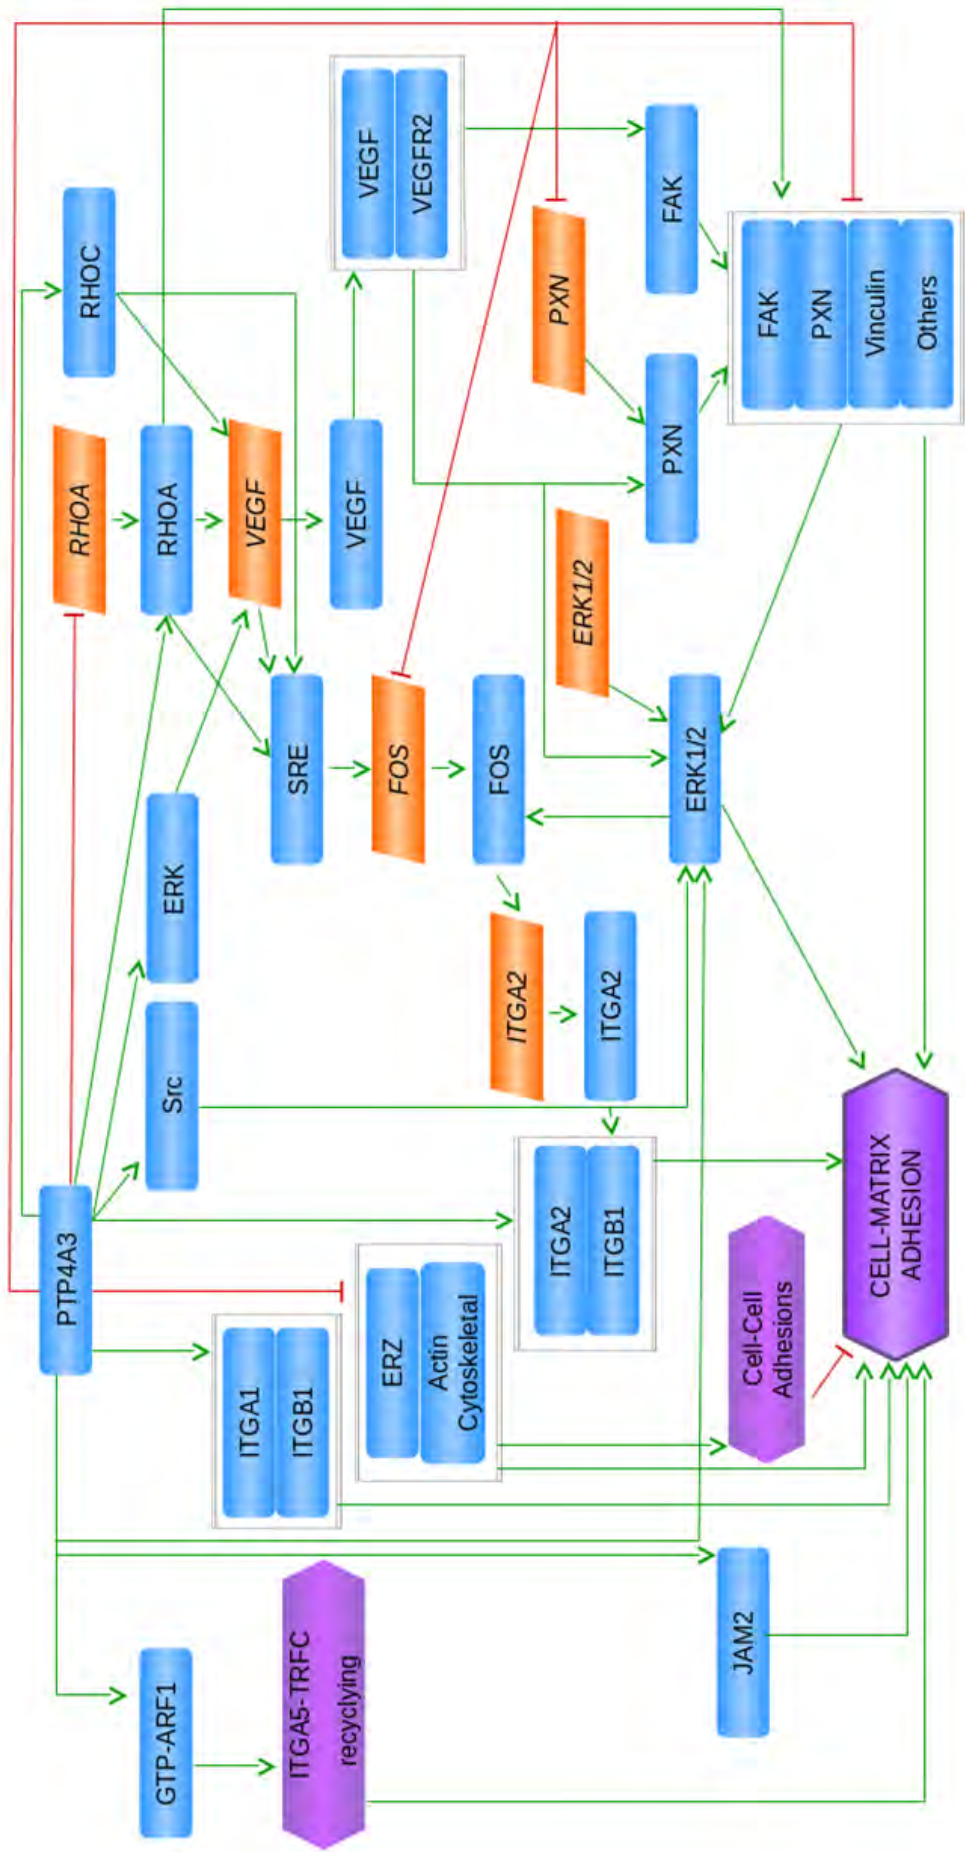 PTP4A3
RHOA
RHOC
GTP-ARF1
Src
ERK
RHOA
ITGA5-TRFC
recyclying
ITGA1
ITGB1
SRE
VEGF
ERZ
Actin
Cytoskeletal
FOS
VEGF
VEGF
VEGFR2
ITGA2
FOS
ITGA2
ITGB1
ITGA2
ERK1/2
PXN
JAM2
Cell-Cell
Adhesions
ERK1/2
PXN
FAK
CELL-MATRIX
ADHESION
FAK
PXN
Vinculin
Others